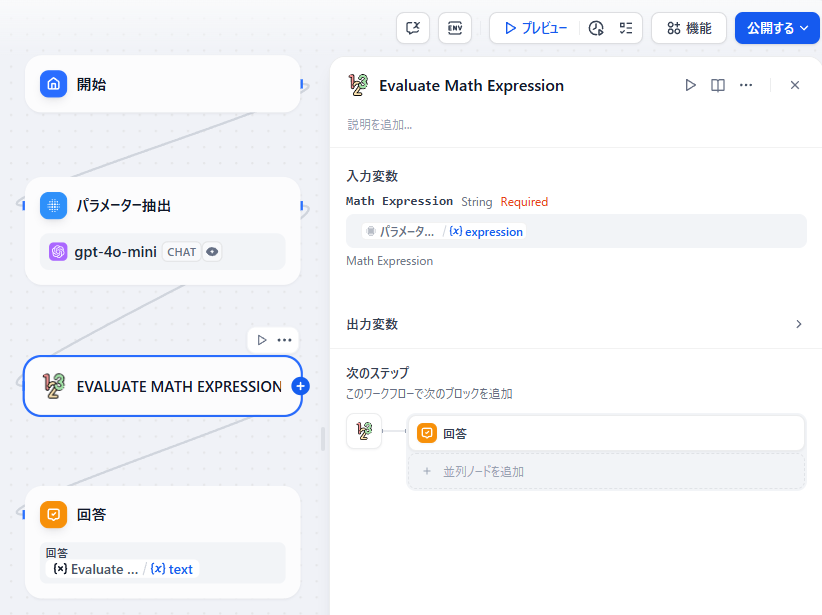 ENV
プレビュー
機能
公開する
開始
パラメーター抽出
gpt-4o-mini
CHAT
EVALUATE MATH EXPRESSION
回答
回答
{x} Evaluate ... / {x} text
Evaluate Math Expression
説明を追加...
入力変数
Math Expression String Required
パラメータ... / {x} expression
Math Expression
出力変数
次のステップ
このワークフローで次のブロックを追加
回答
+ 並列ノードを追加